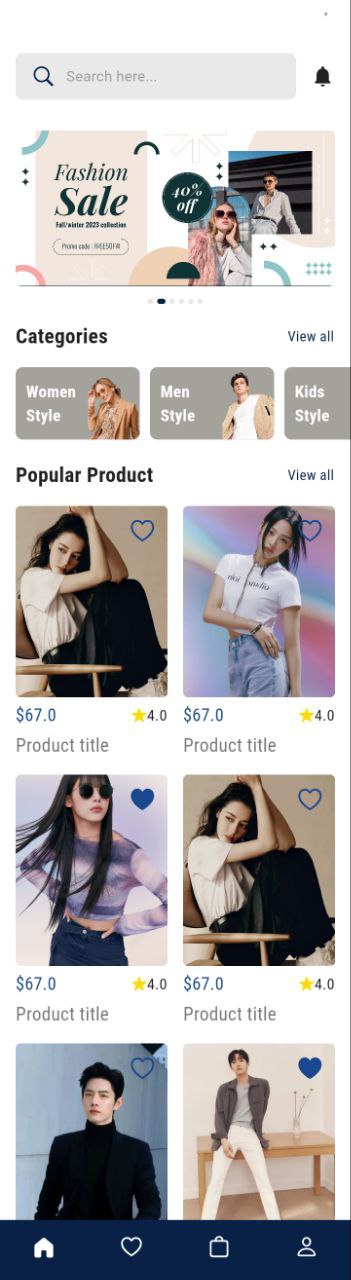 Search here...
Fashion
Sale
40%
off
Fall/winter 2023 collection
Promo code : FREE50FW
Categories
View all
Women
Style
Men
Style
Kids
Style
Popular Product
View all
$67.0
4.0
$67.0
4.0
Product title
Product title
$67.0
4.0
$67.0
4.0
Product title
Product title